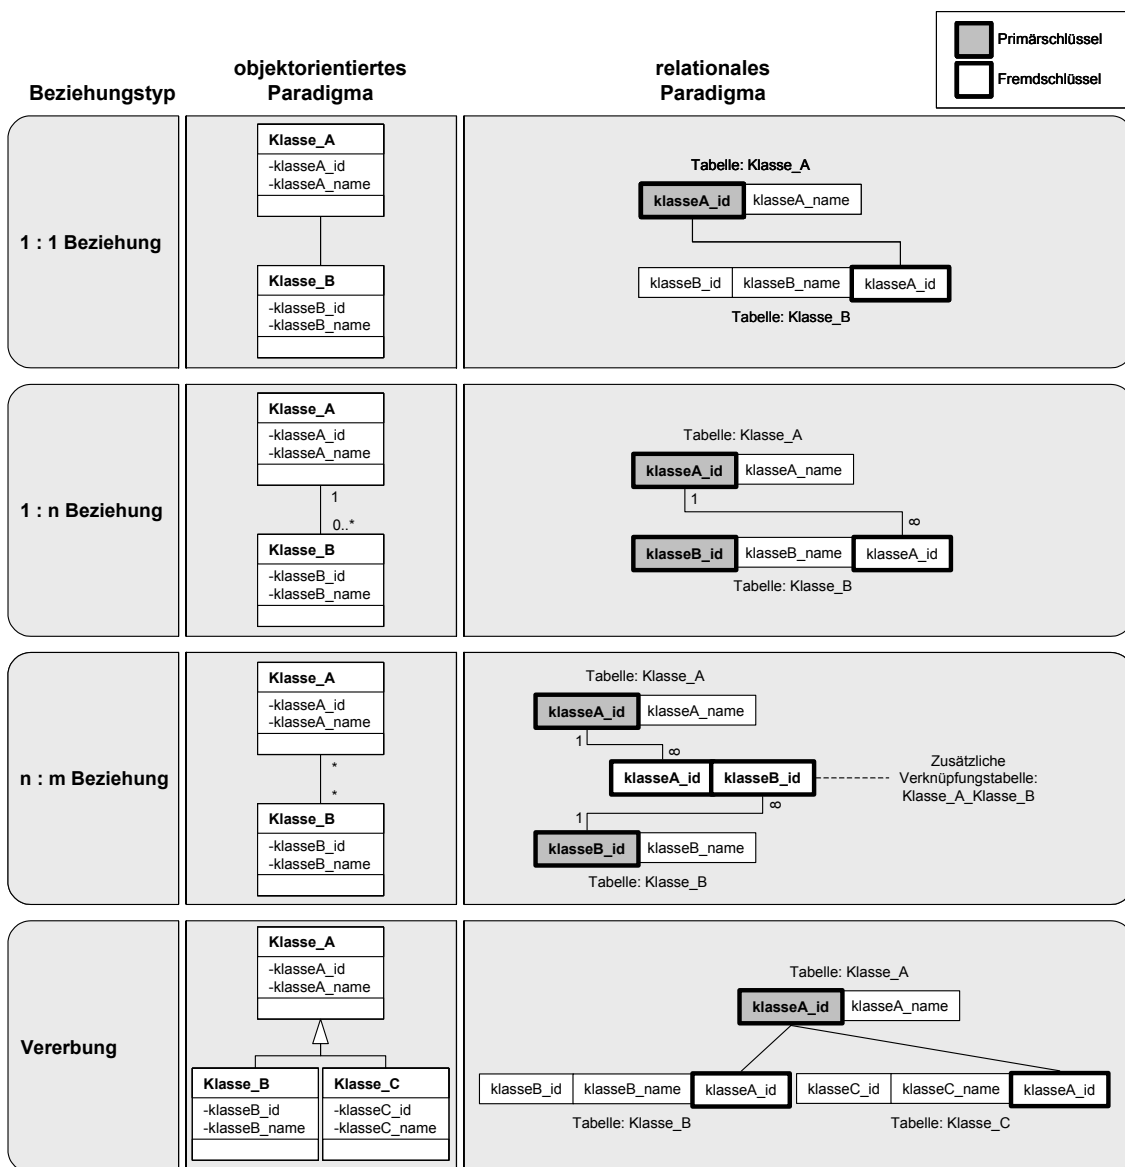 Primärschlüssel
Fremdschlüssel
Beziehungstyp
objektorientiertes
Paradigma
relationales
Paradigma
1 : 1 Beziehung
Klasse_A
-klasseA_id
-klasseA_name
Klasse_B
-klasseB_id
-klasseB_name
Tabelle: Klasse_A
klasseA_id klasseA_name
klasseB_id klasseB_name klasseA_id
Tabelle: Klasse_B
1 : n Beziehung
Klasse_A
-klasseA_id
-klasseA_name
1
0..*
Klasse_B
-klasseB_id
-klasseB_name
Tabelle: Klasse_A
klasseA_id klasseA_name
1
∞
klasseB_id klasseB_name klasseA_id
Tabelle: Klasse_B
n : m Beziehung
Klasse_A
-klasseA_id
-klasseA_name
*
*
Klasse_B
-klasseB_id
-klasseB_name
Tabelle: Klasse_A
klasseA_id klasseA_name
1
∞
klasseA_id klasseB_id
Zusätzliche
Verknüpfungstabelle:
Klasse_A_Klasse_B
∞
1
klasseB_id klasseB_name
Tabelle: Klasse_B
Vererbung
Klasse_A
-klasseA_id
-klasseA_name
Klasse_B
-klasseB_id
-klasseB_name
Klasse_C
-klasseC_id
-klasseC_name
Tabelle: Klasse_A
klasseA_id klasseA_name
klasseB_id klasseB_name klasseA_id
Tabelle: Klasse_B
klasseC_id klasseC_name klasseA_id
Tabelle: Klasse_C